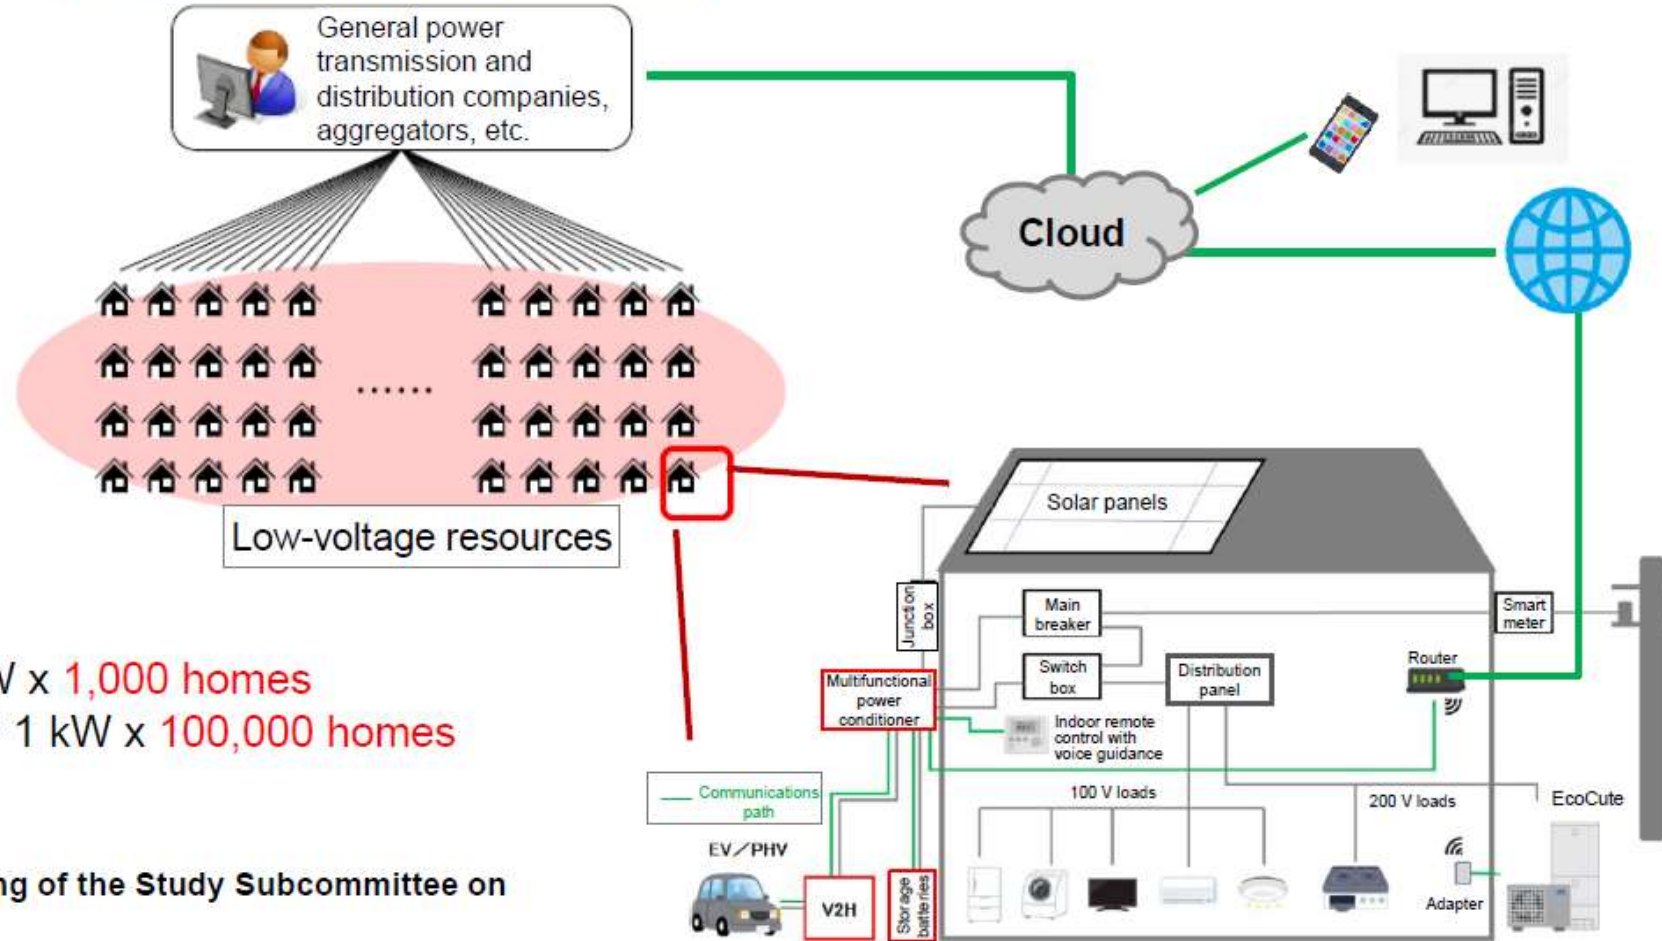 General power
transmission and
distribution companies,
aggregators, etc.
Cloud
......
Low-voltage resources
Solar panels
Junction
box
Main
breaker
Smart
meter
Switch
box
Distribution
panel
Router
Multifunctional
power
conditioner
Indoor remote
control with
voice guidance
x 1,000 homes
1 kW x 100,000 homes
Communications
path
100 V loads
200 V loads
EcoCute
EV/PHV
V2H
Storage
batteries
Adapter
of the Study Subcommittee on